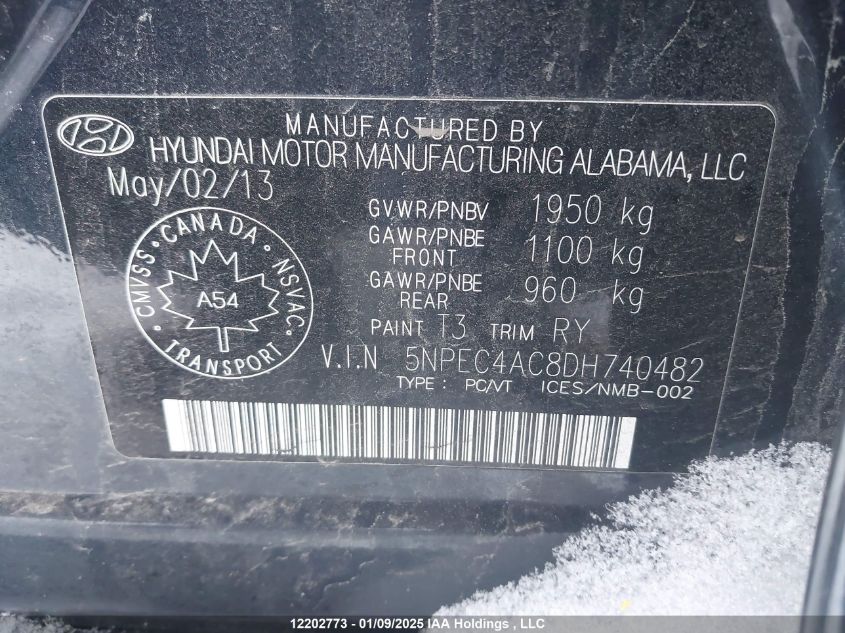 MANUFACTURED BY
HYUNDAI MOTOR MANUFACTURING ALABAMA, LLC
May/02/13
GVWR/PNBV 1950 kg
GAWR/PNBE FRONT 1100 kg
GAWR/PNBE REAR 960 kg
PAINT T3 TRIM RY
V.I.N 5NPEC4AC8DH740482
TYPE : PC/VT ICES/NMB-002
CANADA
CMVSS
NSVAC
A54
TRANSPORT
12202773 - 01/09/2025 IAA Holdings , LLC